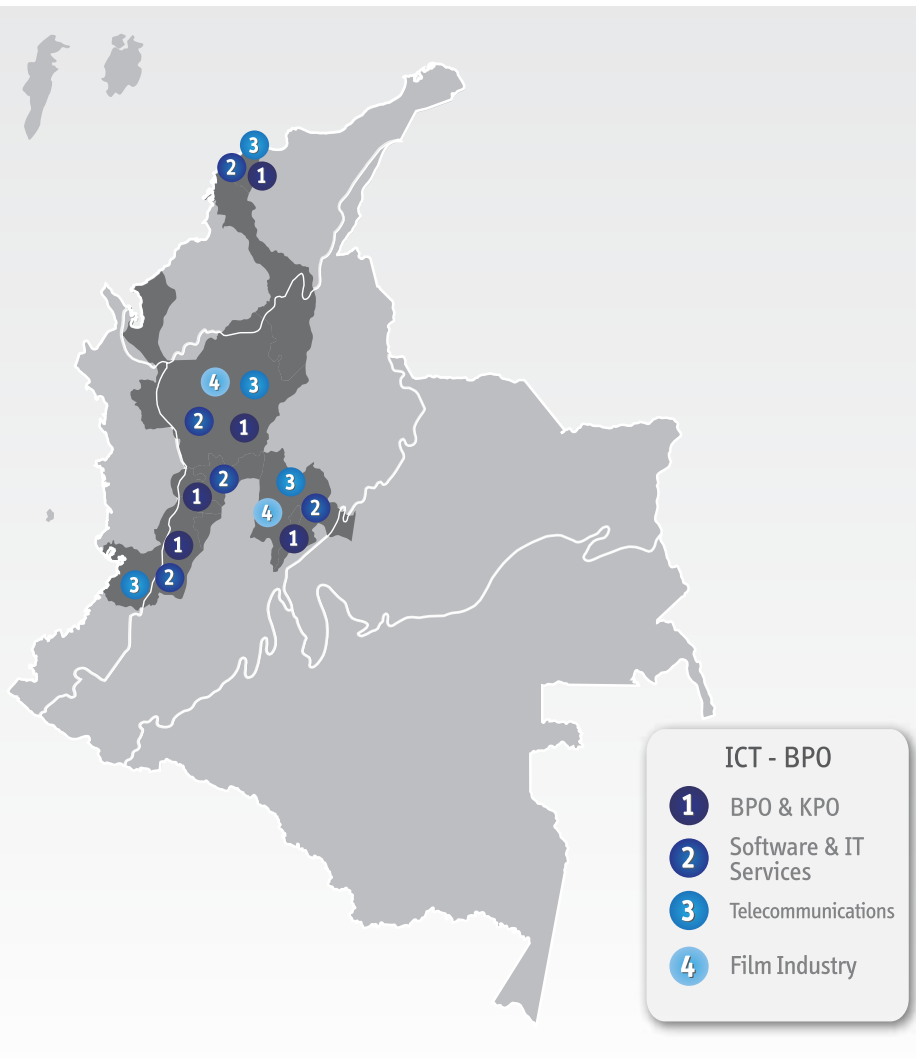 3
2
1
4
3
2
1
2
3
1
4
2
1
1
3
2
ICT - BPO
1 BPO & KPO
2 Software & IT
Services
3 Telecommunications
4 Film Industry